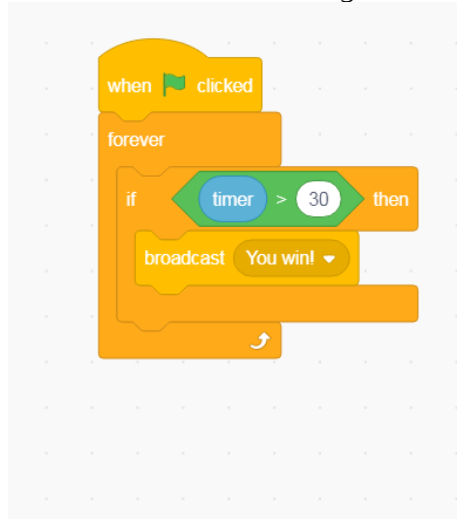 when clicked
forever
if timer > 30 then
broadcast You win!